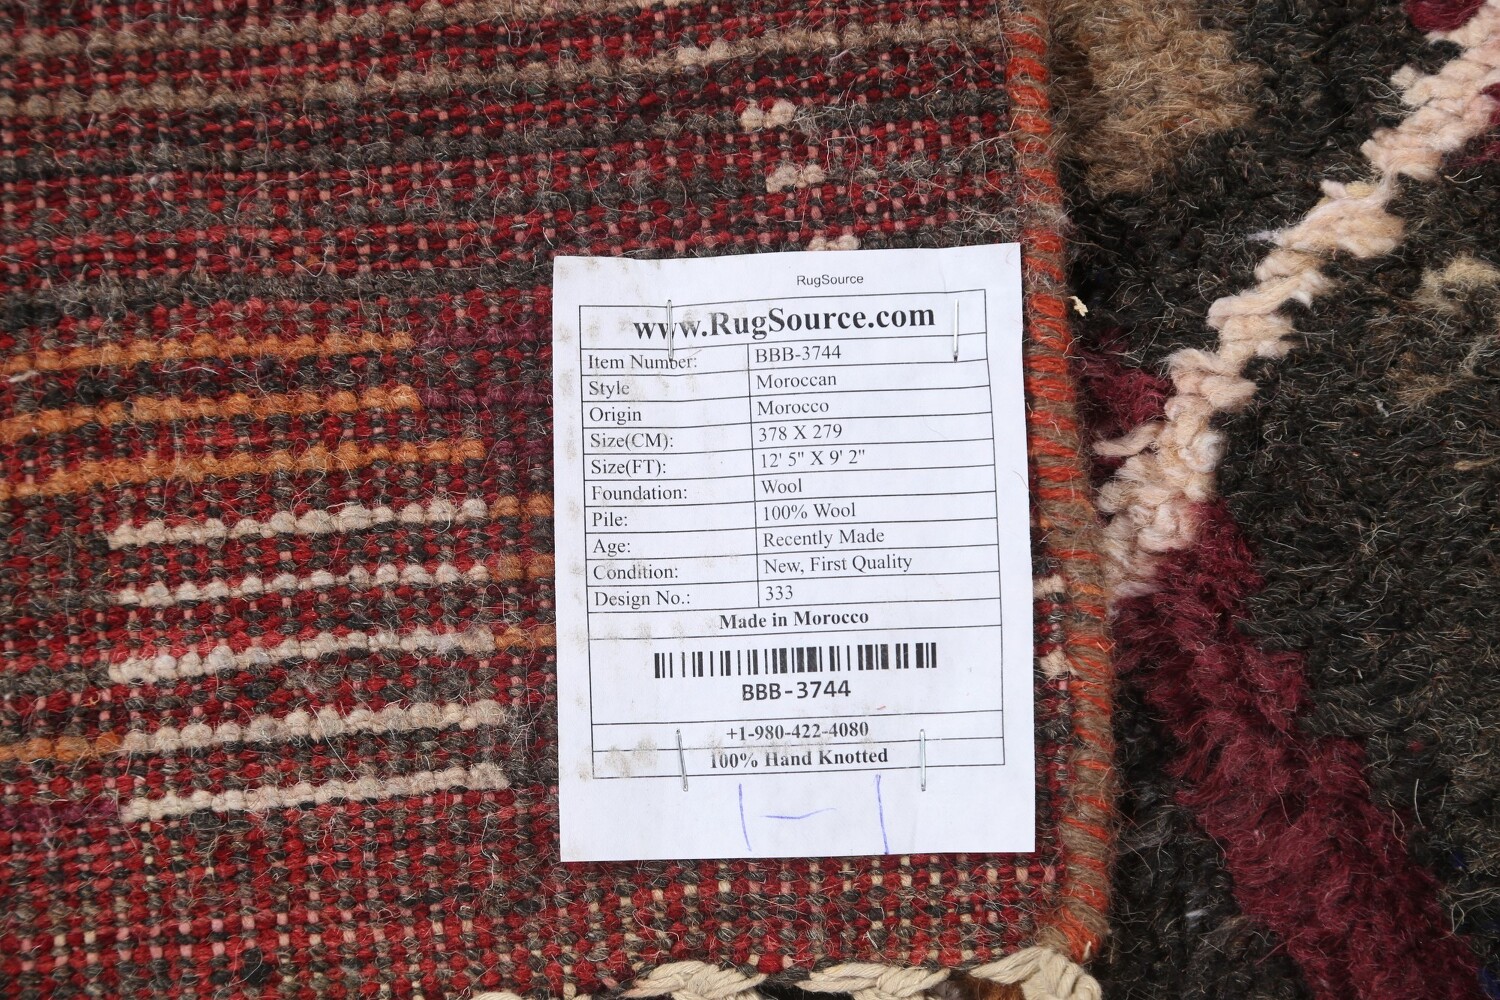 RugSource
www.RugSource.com
Item Number: BBB-3744
Style Moroccan
Origin Morocco
Size(CM): 378 X 279
Size(FT): 12' 5" X 9' 2"
Foundation: Wool
Pile: 100% Wool
Age: Recently Made
Condition: New, First Quality
Design No.: 333
Made in Morocco
BBB-3744
+1-980-422-4080
100% Hand Knotted
1-1